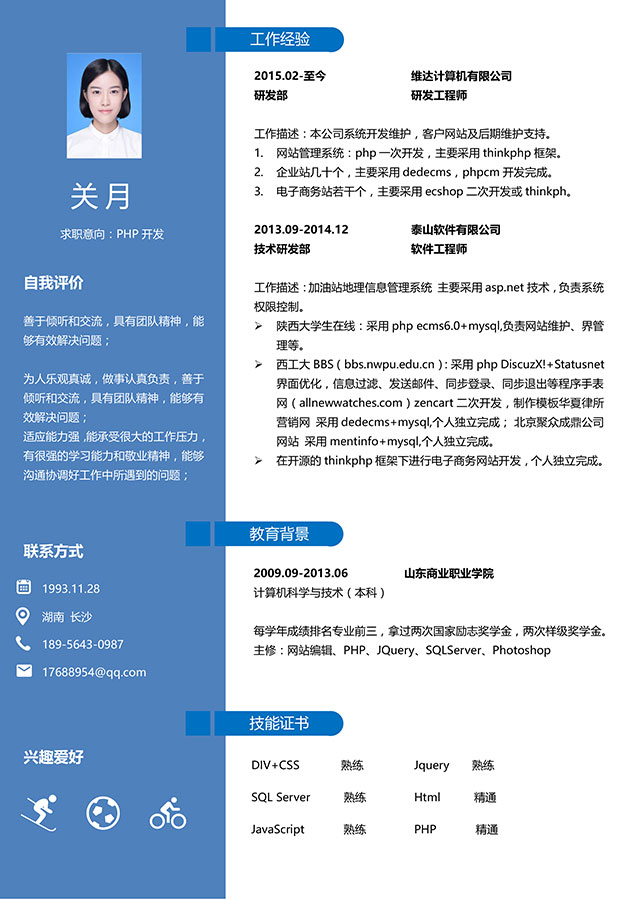 关月
求职意向：PHP 开发
自我评价
善于倾听和交流，具有团队精神，能
够有效解决问题；
为人乐观真诚，做事认真负责，善于
倾听和交流，具有团队精神，能够有
效解决问题；
适应能力强，能承受很大的工作压力，
有很强的学习能力和敬业精神，能够
沟通协调好工作中所遇到的问题；
联系方式
1993.11.28
湖南 长沙
189-5643-0987
17688954@qq.com
兴趣爱好
工作经验
2015.02-至今 维达计算机有限公司
研发部 研发工程师
工作描述：本公司系统开发维护，客户网站及后期维护支持。
1. 网站管理系统：php 一次开发，主要采用 thinkphp 框架。
2. 企业站几十个，主要采用 dedecms，phpcm 开发完成。
3. 电子商务站若干个，主要采用 ecshop 二次开发或 thinkph。
2013.09-2014.12 泰山软件有限公司
技术研发部 软件工程师
工作描述：加油站地理信息管理系统 主要采用 asp.net 技术，负责系统
权限控制。
➢ 陕西大学生在线：采用 php ecms6.0+mysql,负责网站维护、界管
理等。
➢ 西工大 BBS（bbs.nwpu.edu.cn）：采用 php DiscuzX!+Statusnet
界面优化，信息过滤、发送邮件、同步登录、同步退出等程序手表
网（allnewwatches.com）zencart 二次开发，制作模板华夏律所
营销网 采用 dedecms+mysql,个人独立完成； 北京聚众成鼎公司
网站 采用 mentinfo+mysql,个人独立完成。
➢ 在开源的 thinkphp 框架下进行电子商务网站开发，个人独立完成。
教育背景
2009.09-2013.06 山东商业职业学院
计算机科学与技术（本科）
每学年成绩排名专业前三，拿过两次国家励志奖学金，两次样级奖学金。
主修：网站编辑、PHP、JQuery、SQLServer、Photoshop
技能证书
DIV+CSS 熟练 Jquery 熟练
SQL Server 熟练 Html 精通
JavaScript 熟练 PHP 精通